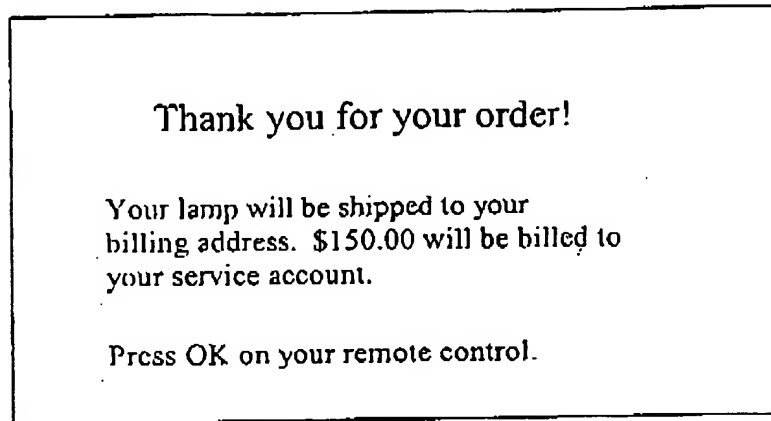 Thank you for your order!
Your lamp will be shipped to your
billing address. $150.00 will be billed to
your service account.
Press OK on your remote control.